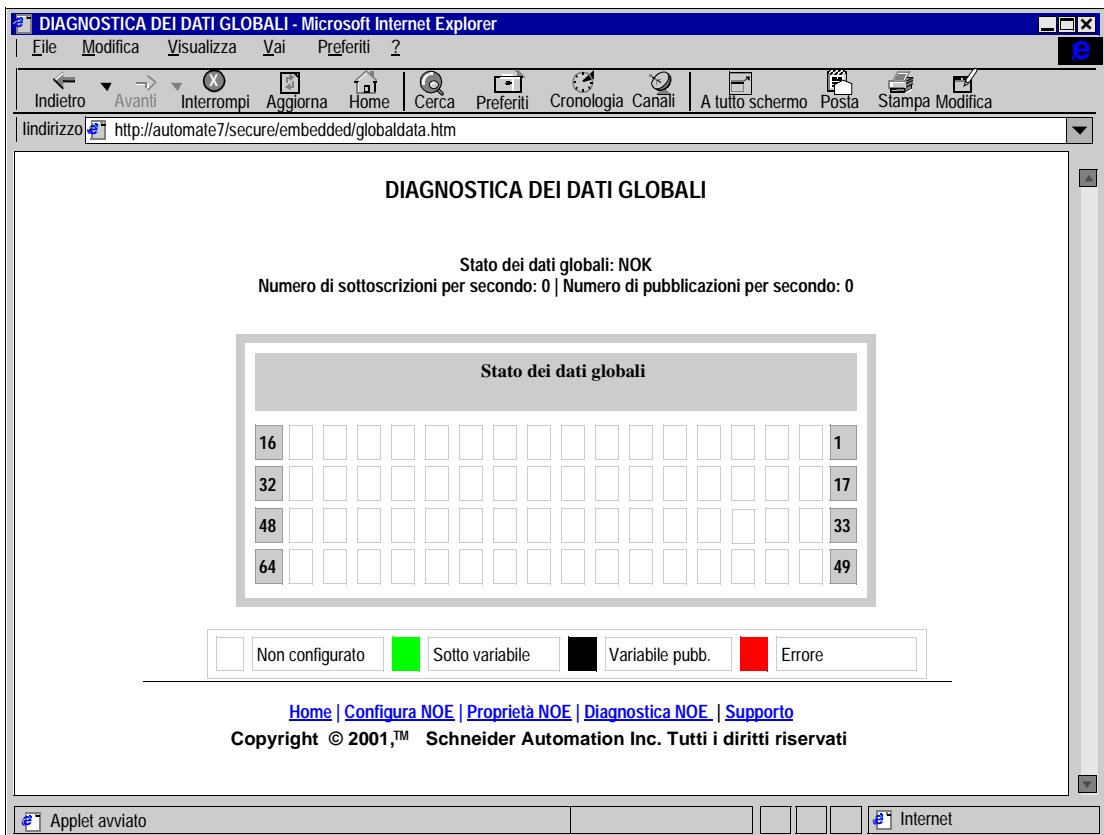 DIAGNOSTICA DEI DATI GLOBALI - Microsoft Internet Explorer
File Modifica Visualizza Vai Preferiti ?
Indietro Avanti Interrompi Aggiorna Home Cerca Preferiti Cronologia Canali A tutto schermo Posta Stampa Modifica
Iindirizzo http://automate7/secure/embedded/globaldata.htm
DIAGNOSTICA DEI DATI GLOBALI
Stato dei dati globali: NOK
Numero di sottoscrizioni per secondo: 0 | Numero di pubblicazioni per secondo: 0
Stato dei dati globali
16 1
32 17
48 33
64 49
Non configurato Sotto variabile Variabile pubb. Errore
Home | Configura NOE | Proprietà NOE | Diagnostica NOE | Supporto
Copyright © 2001,™ Schneider Automation Inc. Tutti i diritti riservati
Applet avviato Internet